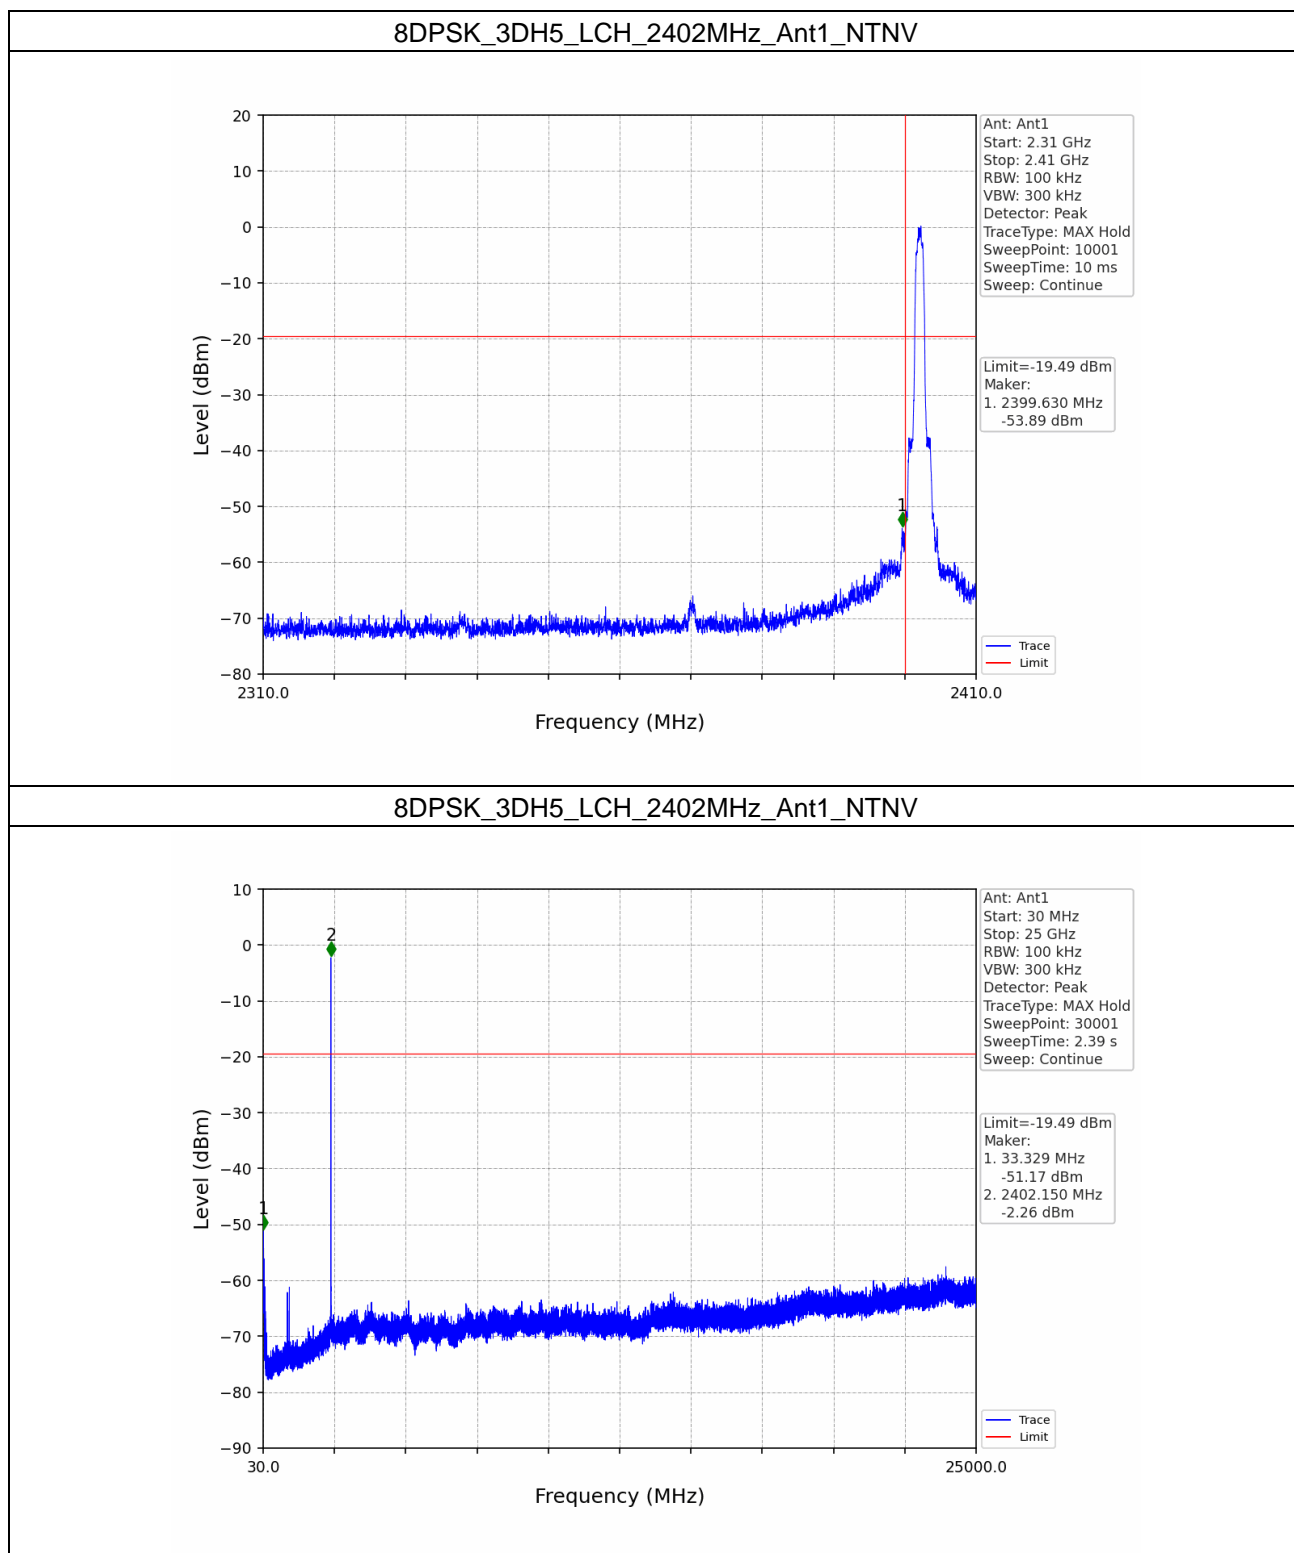 8DPSK_3DH5_LCH_2402MHz_Ant1_NTNV
20
10
0
−10
−20
−30
−40
−50
−60
−70
−80
Level (dBm)
2310.0
2410.0
Frequency (MHz)
1
Ant: Ant1
Start: 2.31 GHz
Stop: 2.41 GHz
RBW: 100 kHz
VBW: 300 kHz
Detector: Peak
TraceType: MAX Hold
SweepPoint: 10001
SweepTime: 10 ms
Sweep: Continue
Limit=-19.49 dBm
Maker:
1. 2399.630 MHz
-53.89 dBm
Trace
Limit
8DPSK_3DH5_LCH_2402MHz_Ant1_NTNV
10
0
−10
−20
−30
−40
−50
−60
−70
−80
−90
Level (dBm)
30.0
25000.0
Frequency (MHz)
1
2
Ant: Ant1
Start: 30 MHz
Stop: 25 GHz
RBW: 100 kHz
VBW: 300 kHz
Detector: Peak
TraceType: MAX Hold
SweepPoint: 30001
SweepTime: 2.39 s
Sweep: Continue
Limit=-19.49 dBm
Maker:
1. 33.329 MHz
-51.17 dBm
2. 2402.150 MHz
-2.26 dBm
Trace
Limit